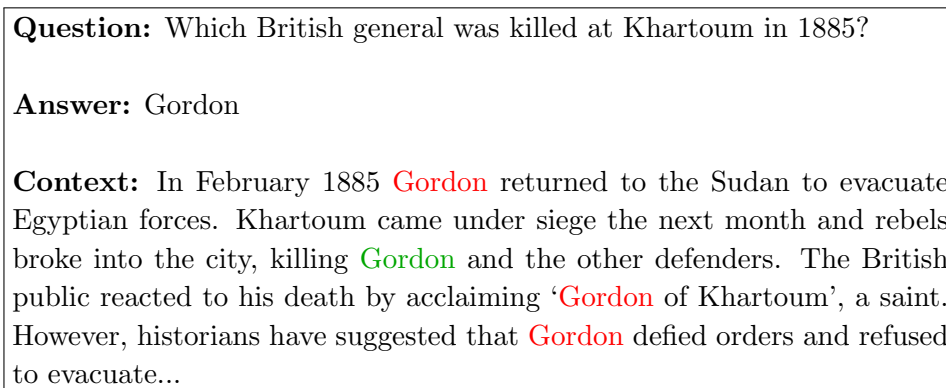 Question: Which British general was killed at Khartoum in 1885?
Answer: Gordon
Context: In February 1885 Gordon returned to the Sudan to evacuate
Egyptian forces. Khartoum came under siege the next month and rebels
broke into the city, killing Gordon and the other defenders. The British
public reacted to his death by acclaiming ‘Gordon of Khartoum’, a saint.
However, historians have suggested that Gordon defied orders and refused
to evacuate...